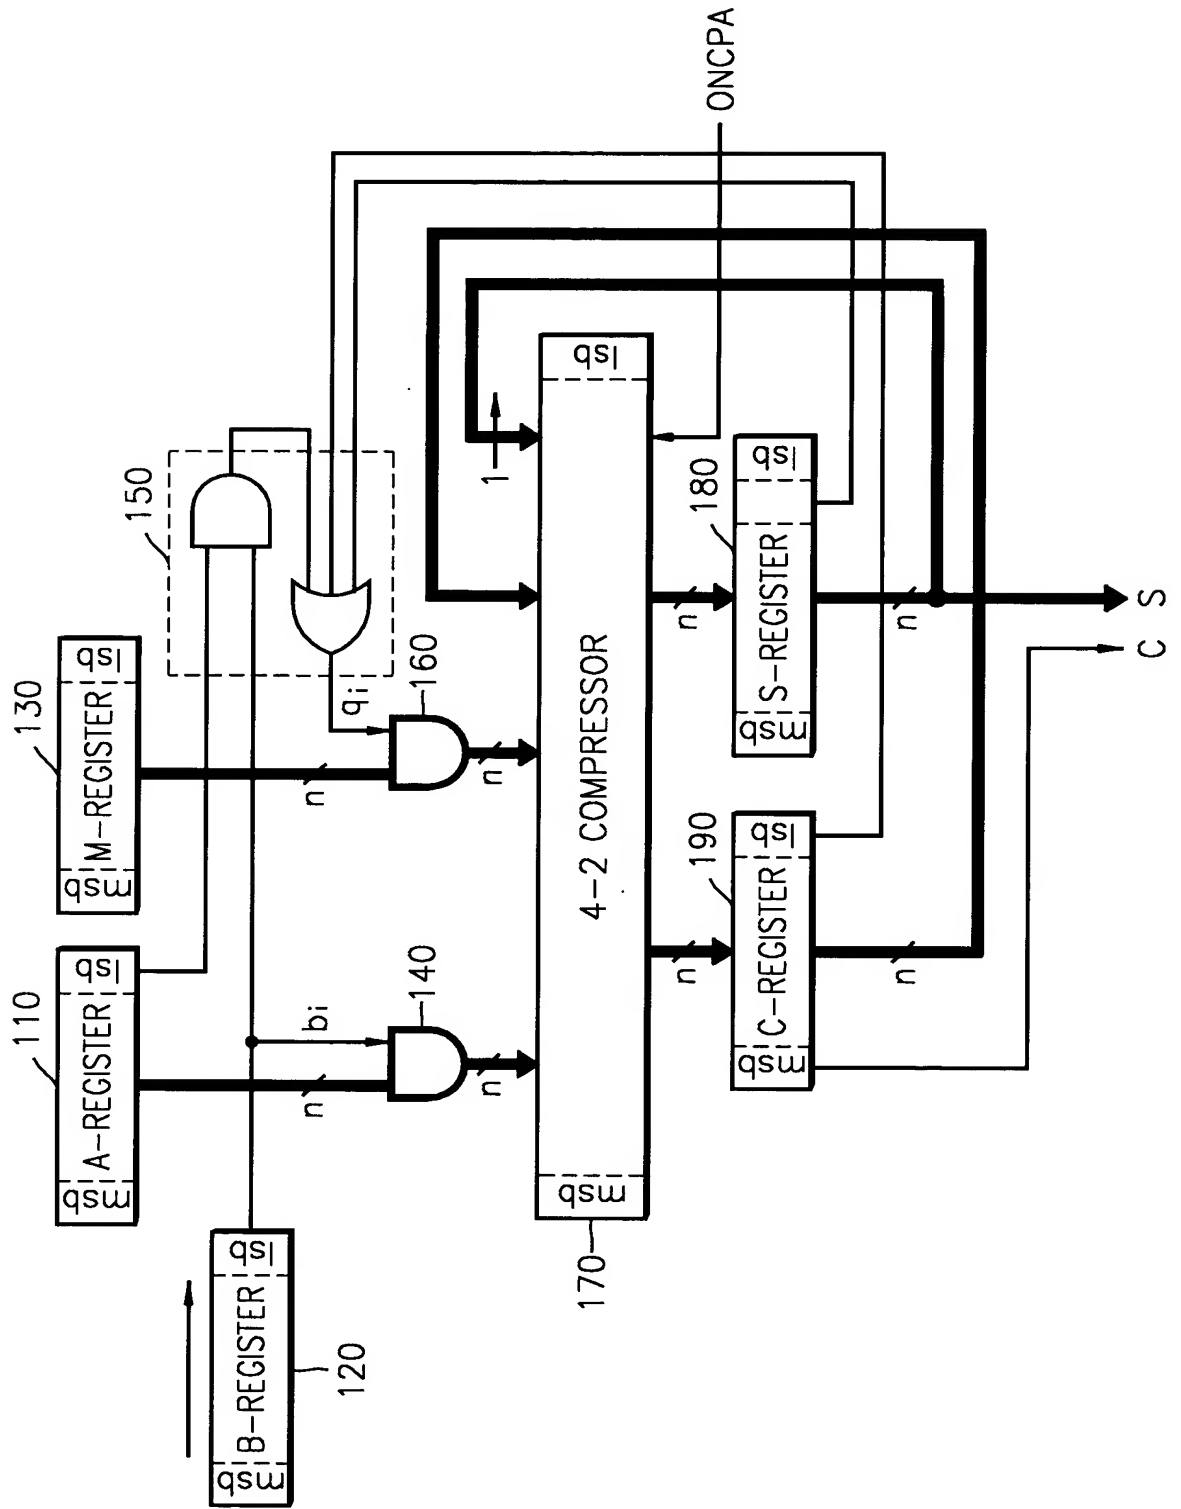 130
msb M-REGISTER lsb
110
msb A-REGISTER lsb
150
msb B-REGISTER lsb
120
bi
qi
n
n
140
160
n
n
1
msb 4-2 COMPRESSOR lsb
170
ONCPA
n
n
190
180
msb C-REGISTER lsb
msb S-REGISTER lsb
n
n
C
S